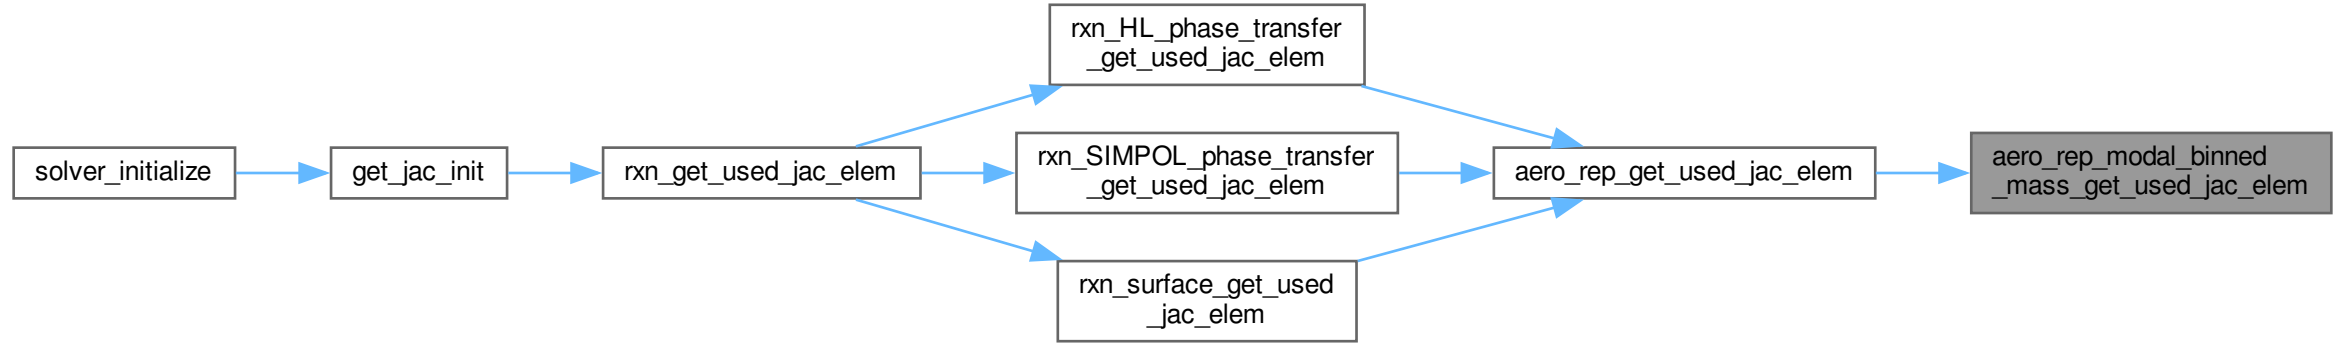 rxn_HL_phase_transfer
_get_used_jac_elem
solver_initialize
get_jac_init
rxn_get_used_jac_elem
rxn_SIMPOL_phase_transfer
_get_used_jac_elem
aero_rep_get_used_jac_elem
aero_rep_modal_binned
_mass_get_used_jac_elem
rxn_surface_get_used
_jac_elem